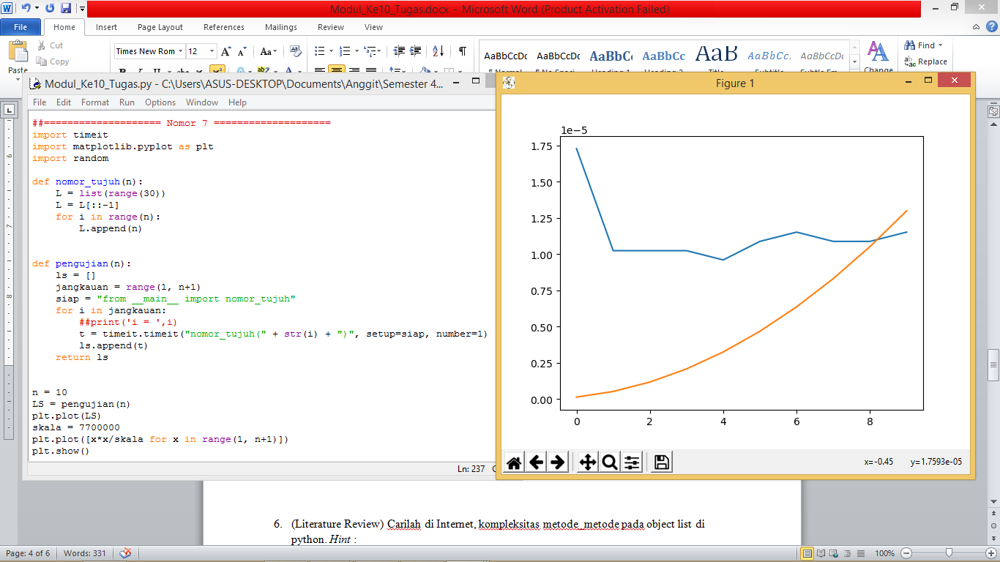 Modul_Ke10_Tugas.docx - Microsoft Word (Product Activation Failed)
File Home Insert Page Layout References Mailings Review View
Cut
Copy
Paste
Times New Rom 12
AaBbCcDc AaBbCcDc AaBbCc AaBbCc AaB AaBbCc. AaBbCcDc
Change
Find
Replace
Modul_Ke10_Tugas.py - C:\Users\ASUS-DESKTOP\Documents\Anggit\Semester 4...
File Edit Format Run Options Window Help
##==================== Nomor 7 ====================
import timeit
import matplotlib.pyplot as plt
import random
def nomor_tujuh(n):
    L = list(range(30))
    L = L[::-1]
    for i in range(n):
        L.append(n)
def pengujian(n):
    ls = []
    jangkauan = range(1, n+1)
    siap = "from __main__ import nomor_tujuh"
    for i in jangkauan:
        ##print('i = ',i)
        t = timeit.timeit("nomor_tujuh(" + str(i) + ")", setup=siap, number=1)
        ls.append(t)
    return ls
n = 10
LS = pengujian(n)
plt.plot(LS)
skala = 7700000
plt.plot([x*x/skala for x in range(1, n+1)])
plt.show()
Ln: 237
Figure 1
1e-5
1.75
1.50
1.25
1.00
0.75
0.50
0.25
0.00
0 2 4 6 8
x=-0.45 y=1.7593e-05
6. (Literature Review) Carilah di Internet, kompleksitas metode_metode pada object list di
python. Hint :
Page: 4 of 6 Words: 331 100%